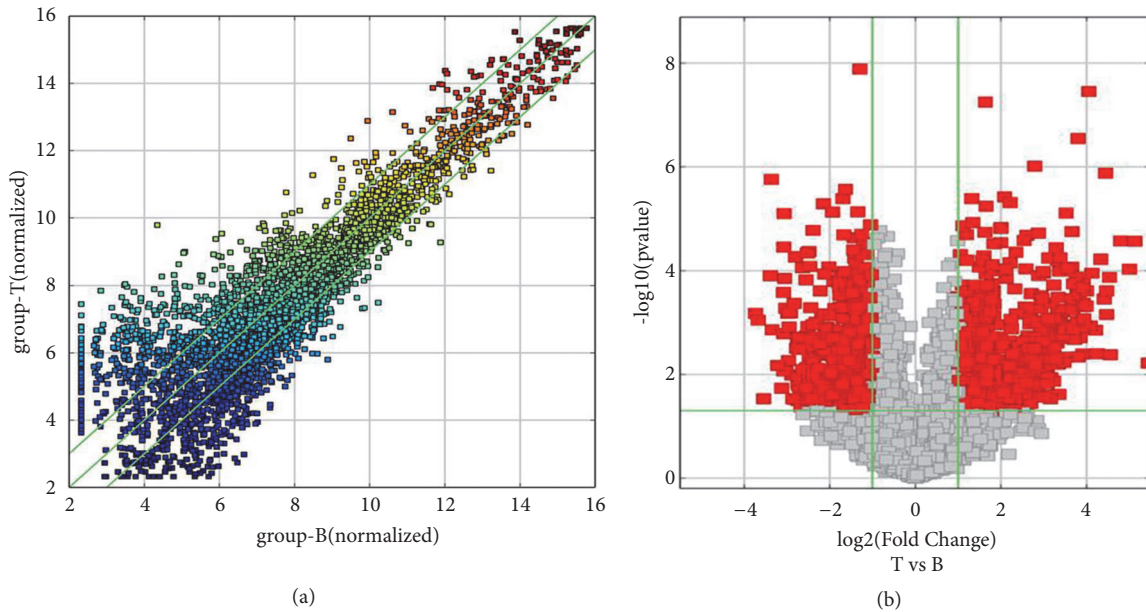 16
14
12
10
8
6
4
2
group-T(normalized)
2 4 6 8 10 12 14 16
group-B(normalized)
(a)
8
6
4
2
0
-log10(pvalue)
−4 −2 0 2 4
log2(Fold Change)
T vs B
(b)